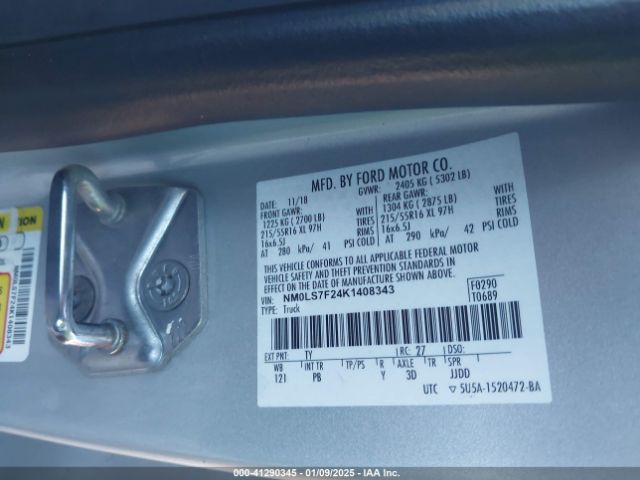 MFD. BY FORD MOTOR CO.
DATE: 11/18 GVWR: 2405 KG ( 5302 LB)
FRONT GAWR: REAR GAWR:
1225 KG ( 2700 LB) 1304 KG ( 2875 LB)
215/55R16 XL 97H TIRES 215/55R16 XL 97H TIRES
16x6.5J RIMS 16x6.5J RIMS
AT 280 kPa/ 41 PSI COLD AT 290 kPa/ 42 PSI COLD
THIS VEHICLE CONFORMS TO ALL APPLICABLE FEDERAL MOTOR
VEHICLE SAFETY AND THEFT PREVENTION STANDARDS IN
EFFECT ON THE DATE OF MANUFACTURE SHOWN ABOVE.
VIN: NM0LS7F24K1408343 F0290
TYPE: Truck T0689
EXT PNT: TY RC: 27 DSO:
WB INT TR TP/PS R AXLE TR SPR
121 PB Y 3D JJDD
UTC ▽ 5U5A-1520472-BA
NM0LS7F24K1408343
000-41290345 - 01/09/2025 - IAA Inc.